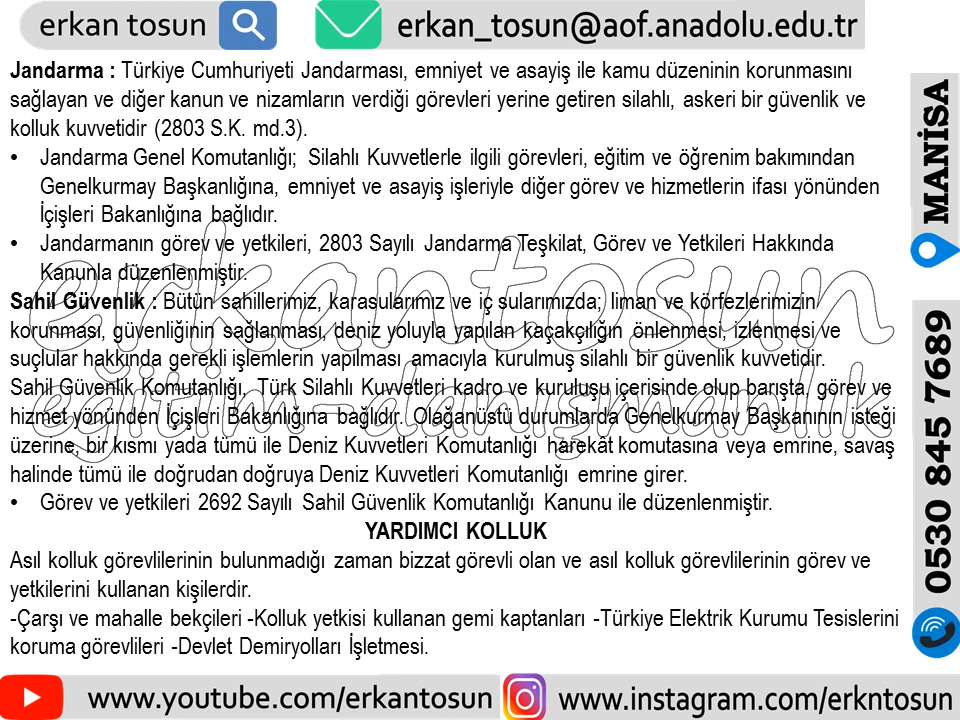 erkan tosun
erkan_tosun@aof.anadolu.edu.tr
Jandarma : Türkiye Cumhuriyeti Jandarması, emniyet ve asayiş ile kamu düzeninin korunmasını
sağlayan ve diğer kanun ve nizamların verdiği görevleri yerine getiren silahlı, askeri bir güvenlik ve
kolluk kuvvetidir (2803 S.K. md.3).
• Jandarma Genel Komutanlığı; Silahlı Kuvvetlerle ilgili görevleri, eğitim ve öğrenim bakımından
Genelkurmay Başkanlığına, emniyet ve asayiş işleriyle diğer görev ve hizmetlerin ifası yönünden
İçişleri Bakanlığına bağlıdır.
• Jandarmanın görev ve yetkileri, 2803 Sayılı Jandarma Teşkilat, Görev ve Yetkileri Hakkında
Kanunla düzenlenmiştir.
Sahil Güvenlik : Bütün sahillerimiz, karasularımız ve iç sularımızda; liman ve körfezlerimizin
korunması, güvenliğinin sağlanması, deniz yoluyla yapılan kaçakçılığın önlenmesi, izlenmesi ve
suçlular hakkında gerekli işlemlerin yapılması amacıyla kurulmuş silahlı bir güvenlik kuvvetidir.
Sahil Güvenlik Komutanlığı, Türk Silahlı Kuvvetleri kadro ve kuruluşu içerisinde olup barışta, görev ve
hizmet yönünden İçişleri Bakanlığına bağlıdır. Olağanüstü durumlarda Genelkurmay Başkanının isteği
üzerine, bir kısmı yada tümü ile Deniz Kuvvetleri Komutanlığı harekât komutasına veya emrine, savaş
halinde tümü ile doğrudan doğruya Deniz Kuvvetleri Komutanlığı emrine girer.
• Görev ve yetkileri 2692 Sayılı Sahil Güvenlik Komutanlığı Kanunu ile düzenlenmiştir.
YARDIMCI KOLLUK
Asıl kolluk görevlilerinin bulunmadığı zaman bizzat görevli olan ve asıl kolluk görevlilerinin görev ve
yetkilerini kullanan kişilerdir.
-Çarşı ve mahalle bekçileri -Kolluk yetkisi kullanan gemi kaptanları -Türkiye Elektrik Kurumu Tesislerini
koruma görevlileri -Devlet Demiryolları İşletmesi.
erkantosun
eğitim-danışmanlık
MANİSA
0530 845 7689
www.youtube.com/erkantosun
www.instagram.com/erkntosun